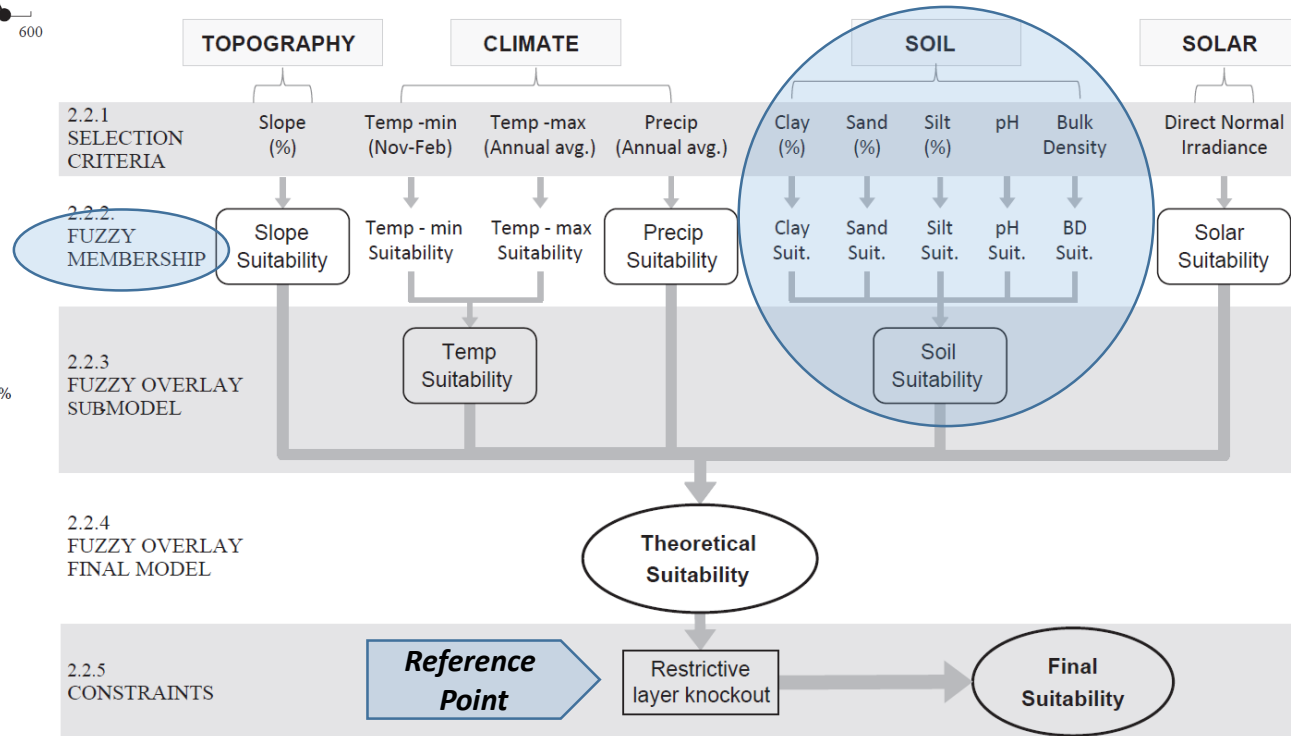 600
TOPOGRAPHY CLIMATE SOIL SOLAR
2.2.1
SELECTION
CRITERIA
Slope
(%)
Temp -min
(Nov-Feb)
Temp -max
(Annual avg.)
Precip
(Annual avg.)
Clay
(%)
Sand
(%)
Silt
(%)
pH
Bulk
Density
Direct Normal
Irradiance
2.2.2.
FUZZY
MEMBERSHIP
Slope
Suitability
Temp - min
Suitability
Temp - max
Suitability
Precip
Suitability
Clay
Suit.
Sand
Suit.
Silt
Suit.
pH
Suit.
BD
Suit.
Solar
Suitability
2.2.3
FUZZY OVERLAY
SUBMODEL
Temp
Suitability
Soil
Suitability
%
2.2.4
FUZZY OVERLAY
FINAL MODEL
Theoretical
Suitability
2.2.5
CONSTRAINTS
Reference
Point
Restrictive
layer knockout
Final
Suitability